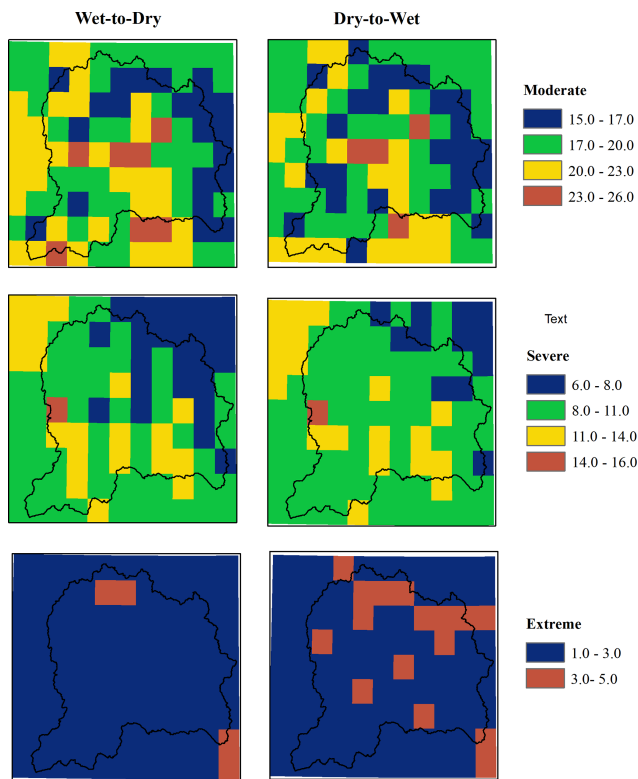 Wet-to-Dry
Dry-to-Wet
Moderate
15.0 - 17.0
17.0 - 20.0
20.0 - 23.0
23.0 - 26.0
Text
Severe
6.0 - 8.0
8.0 - 11.0
11.0 - 14.0
14.0 - 16.0
Extreme
1.0 - 3.0
3.0- 5.0